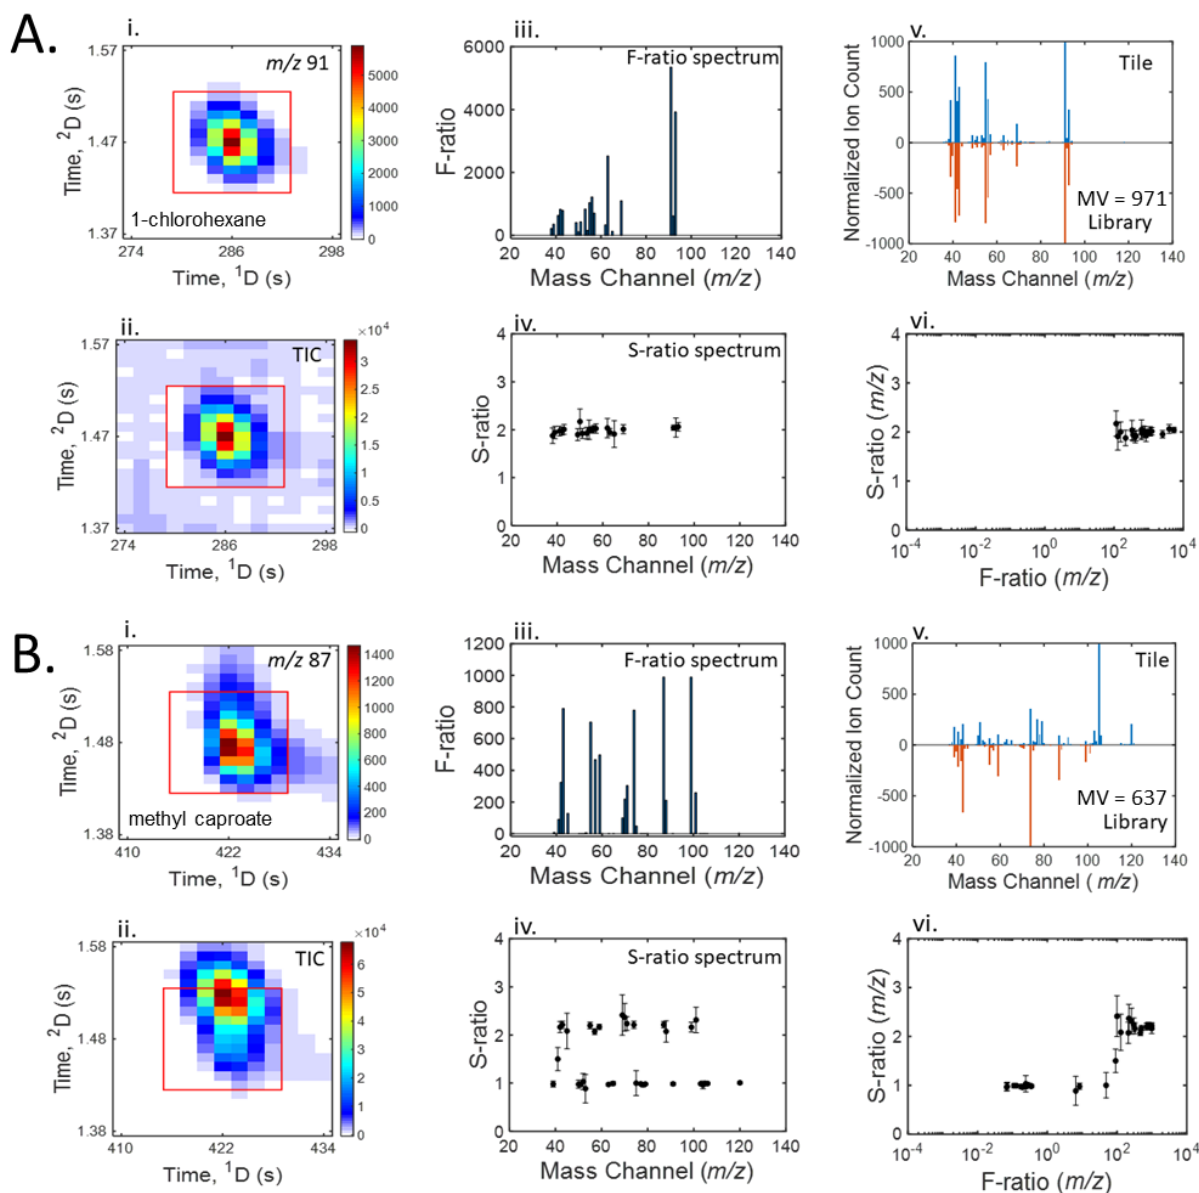 A.
i.
1.57
1.47
1.37
Time, ²D (s)
m/z 91
1-chlorohexane
274 286 298
Time, ¹D (s)
5000
4000
3000
2000
1000
0
iii.
6000
4000
2000
0
F-ratio
F-ratio spectrum
20 40 60 80 100 120 140
Mass Channel (m/z)
v.
1000
500
0
-500
-1000
Normalized Ion Count
Tile
MV = 971
Library
20 40 60 80 100 120 140
Mass Channel (m/z)
ii.
1.57
1.47
1.37
Time, ²D (s)
TIC
274 286 298
Time, ¹D (s)
×10⁴
3
2.5
2
1.5
1
0.5
0
iv.
4
3
2
1
0
S-ratio
S-ratio spectrum
20 40 60 80 100 120 140
Mass Channel (m/z)
vi.
4
3
2
1
0
S-ratio (m/z)
10⁻⁴ 10⁻² 10⁰ 10² 10⁴
F-ratio (m/z)
B.
i.
1.58
1.48
1.38
Time, ²D (s)
m/z 87
methyl caproate
410 422 434
Time, ¹D (s)
1400
1200
1000
800
600
400
200
0
iii.
1200
1000
800
600
400
200
0
F-ratio
F-ratio spectrum
20 40 60 80 100 120 140
Mass Channel (m/z)
v.
1000
500
0
-500
-1000
Normalized Ion Count
Tile
MV = 637
Library
20 40 60 80 100 120 140
Mass Channel ( m/z)
ii.
1.58
1.48
1.38
Time, ²D (s)
TIC
410 422 434
Time, ¹D (s)
×10⁴
6
5
4
3
2
1
0
iv.
4
3
2
1
0
S-ratio
S-ratio spectrum
20 40 60 80 100 120 140
Mass Channel (m/z)
vi.
4
3
2
1
0
S-ratio (m/z)
10⁻⁴ 10⁻² 10⁰ 10² 10⁴
F-ratio (m/z)